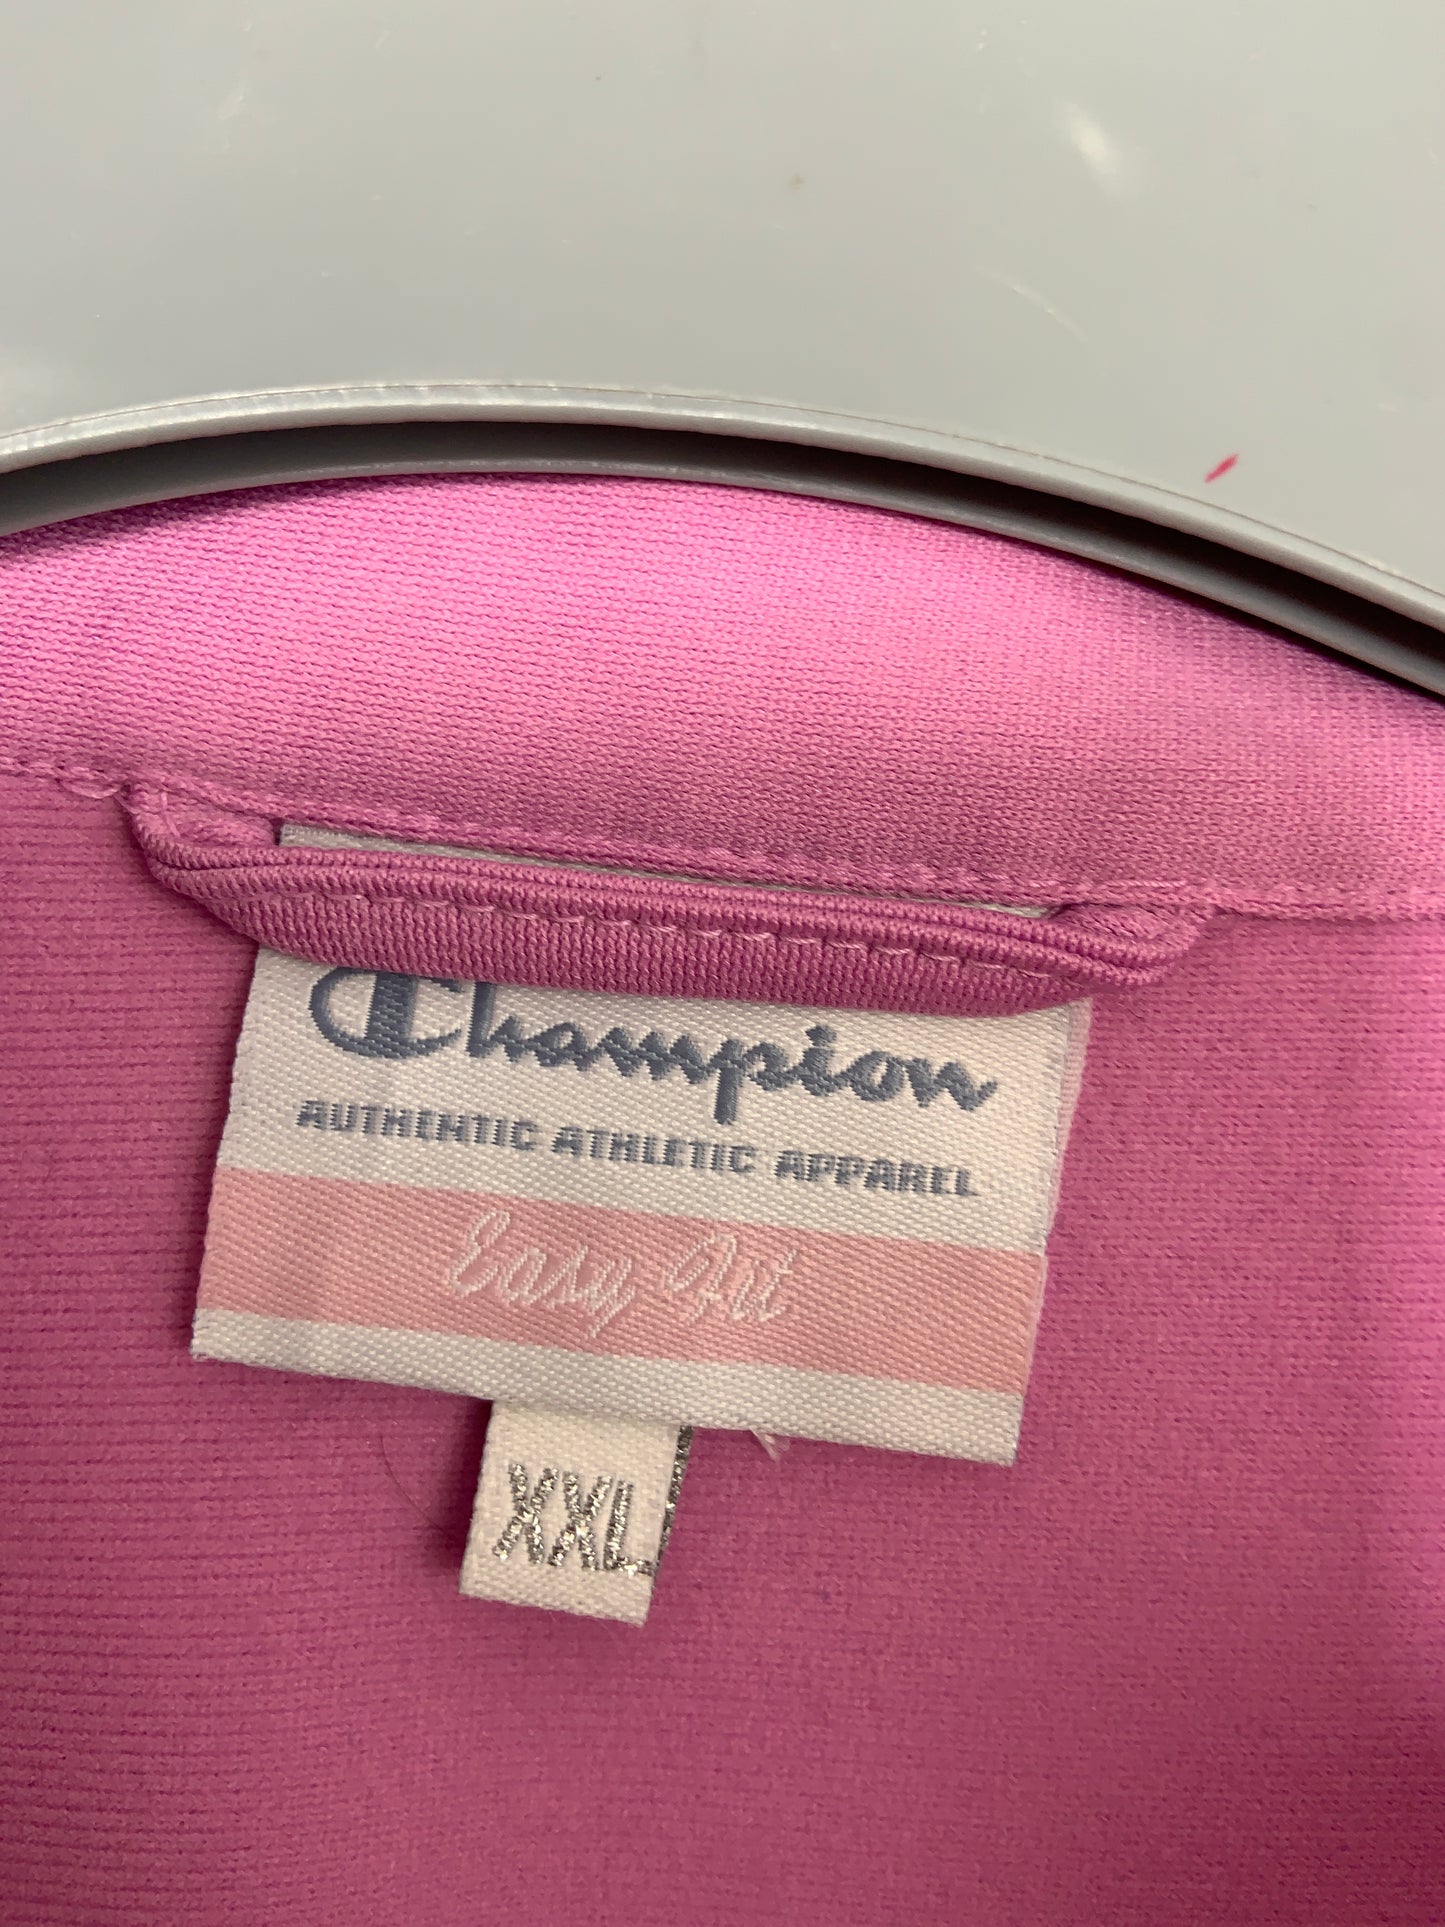 Champion
AUTHENTIC ATHLETIC APPAREL
Easy Fit
XXL